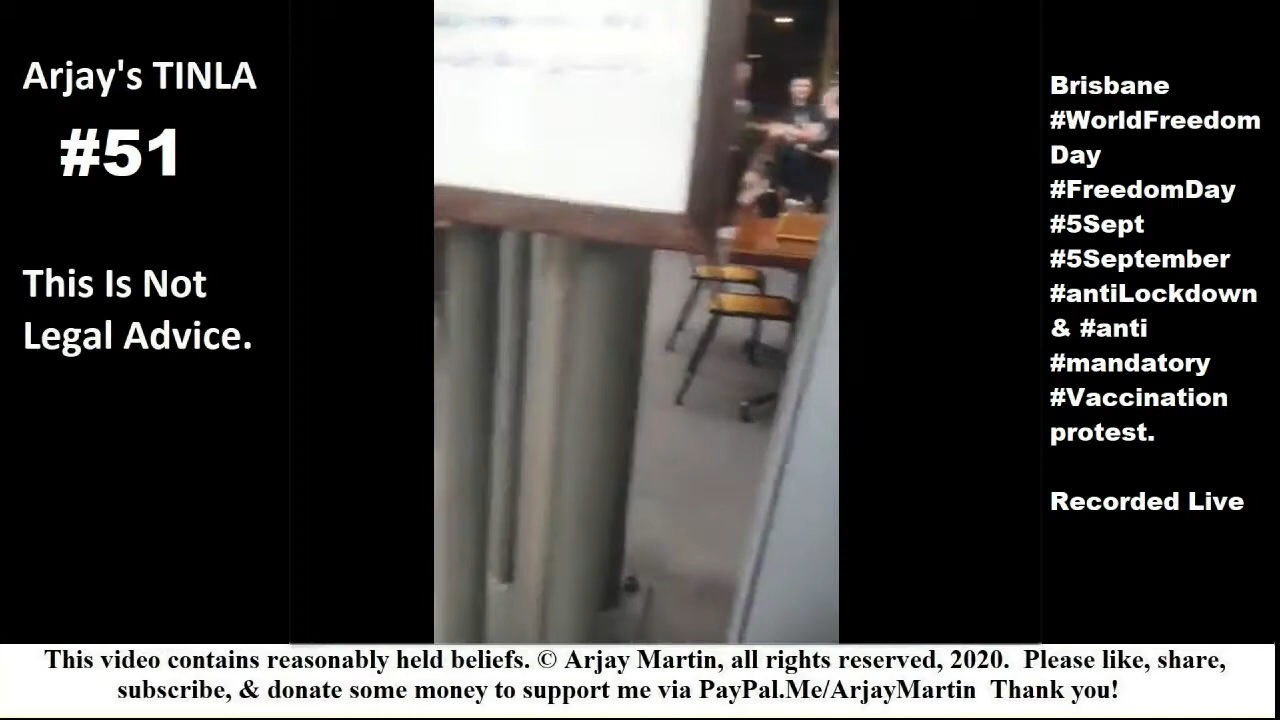 Arjay's TINLA
#51
This Is Not
Legal Advice.
Brisbane
#WorldFreedom
Day
#FreedomDay
#5Sept
#5September
#antiLockdown
& #anti
#mandatory
#Vaccination
protest.
Recorded Live
This video contains reasonably held beliefs. © Arjay Martin, all rights reserved, 2020.  Please like, share,
subscribe, & donate some money to support me via PayPal.Me/ArjayMartin  Thank you!